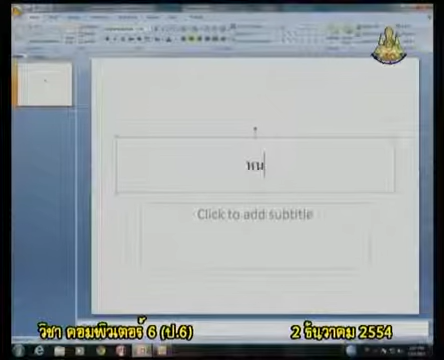 หน
Click to add subtitle
วิชา คอมพิวเตอร์ 6 (ป.6)
2 ธันวาคม 2554